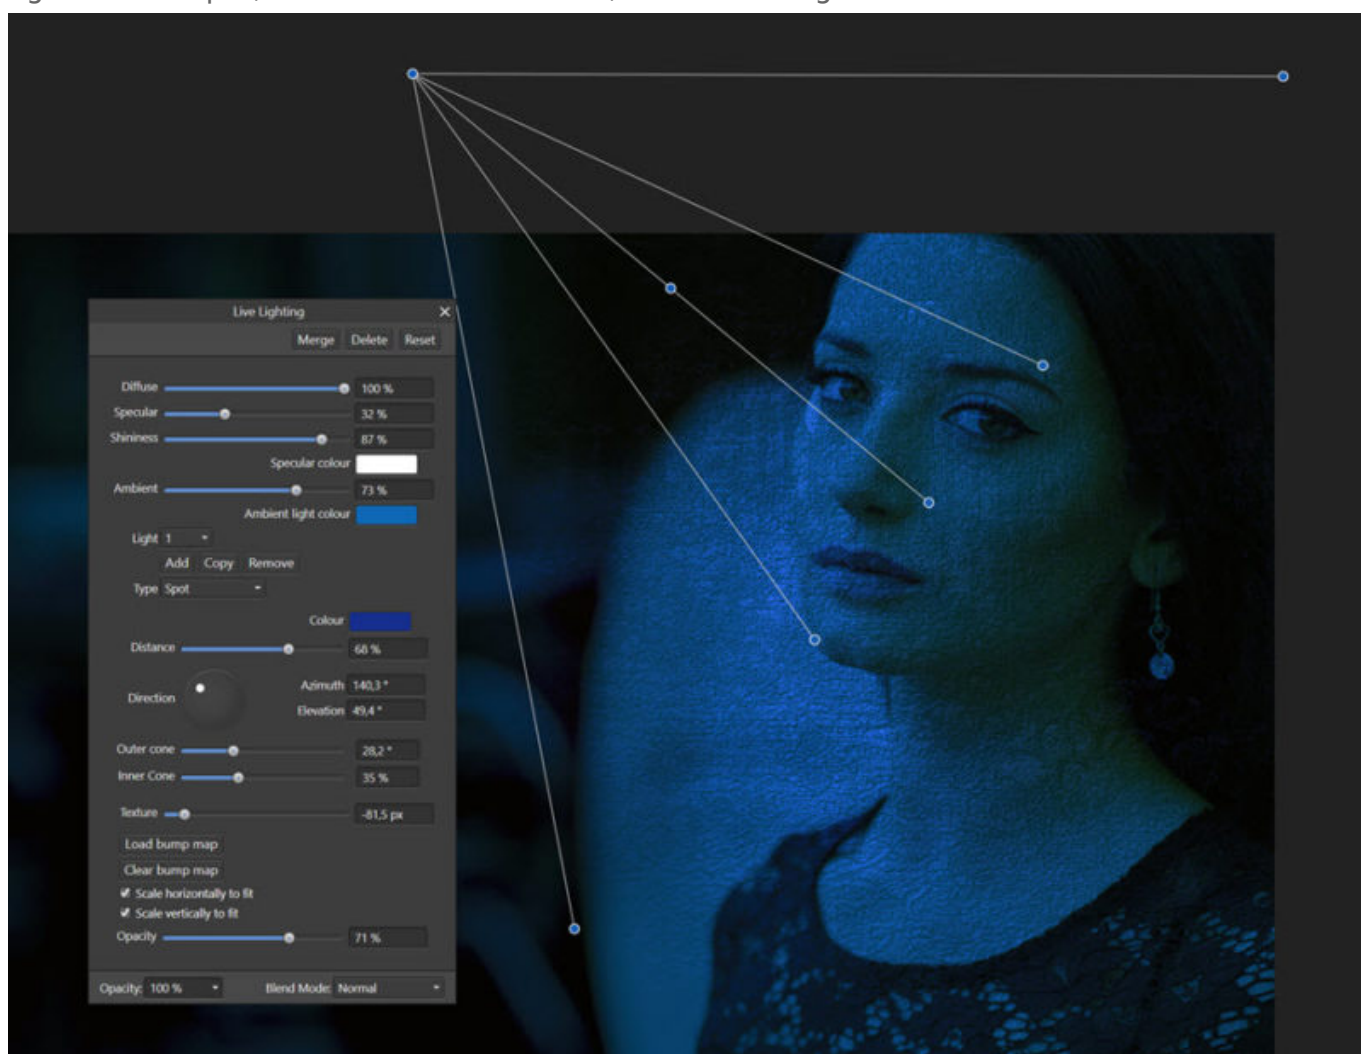 Live Lighting
Merge Delete Reset
Diffuse 100 %
Specular 32 %
Shininess 87 %
Specular colour
Ambient 73 %
Ambient light colour
Light 1
Add Copy Remove
Type Spot
Colour
Distance 68 %
Direction
Azimuth 140,3 °
Elevation 49,4 °
Outer cone 28,2 °
Inner Cone 35 %
Texture -81,5 px
Load bump map
Clear bump map
Scale horizontally to fit
Scale vertically to fit
Opacity 71 %
Opacity: 100 % Blend Mode: Normal